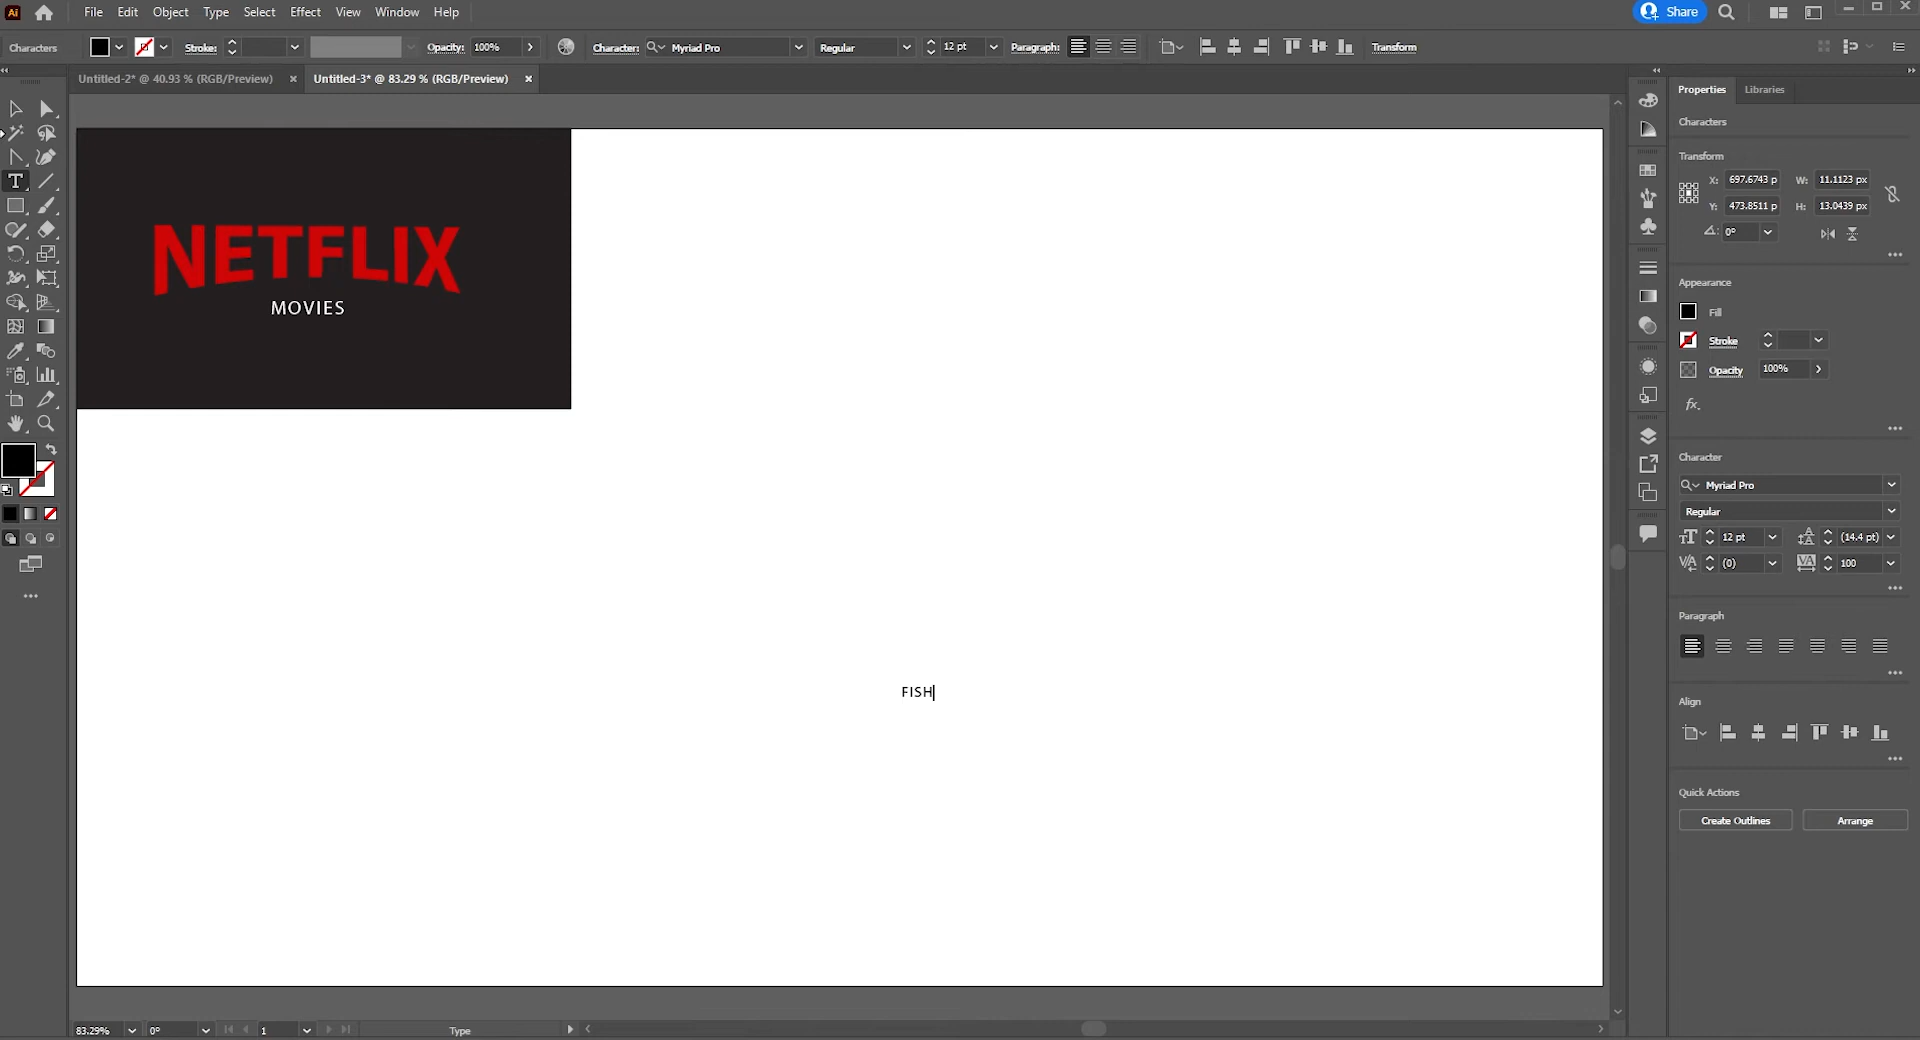 Ai File Edit Object Type Select Effect View Window Help Share
Characters Stroke: Opacity: 100% Character: Myriad Pro Regular 12 pt Paragraph: Transform
Untitled-2* @ 40.93 % (RGB/Preview) × Untitled-3* @ 83.29 % (RGB/Preview) ×
Properties Libraries
Characters
Transform
X: 697.6743 p W: 11.1123 px
Y: 473.8511 p H: 13.0439 px
0°
Appearance
Fill
Stroke
Opacity 100%
fx.
Character
Myriad Pro
Regular
12 pt (14.4 pt)
(0) 100
Paragraph
Align
Quick Actions
Create Outlines Arrange
NETFLIX
MOVIES
FISH
83.29% 0° 1 Type